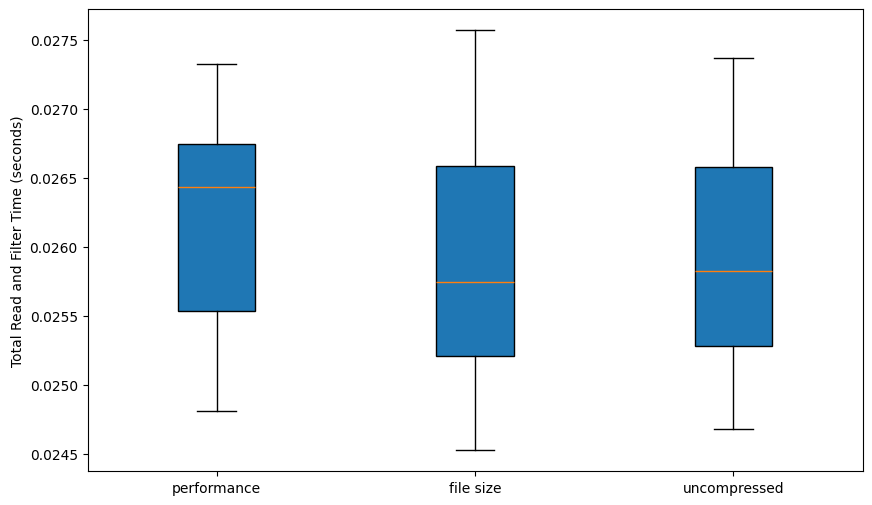 Total Read and Filter Time (seconds)
0.0275
0.0270
0.0265
0.0260
0.0255
0.0250
0.0245
performance
file size
uncompressed